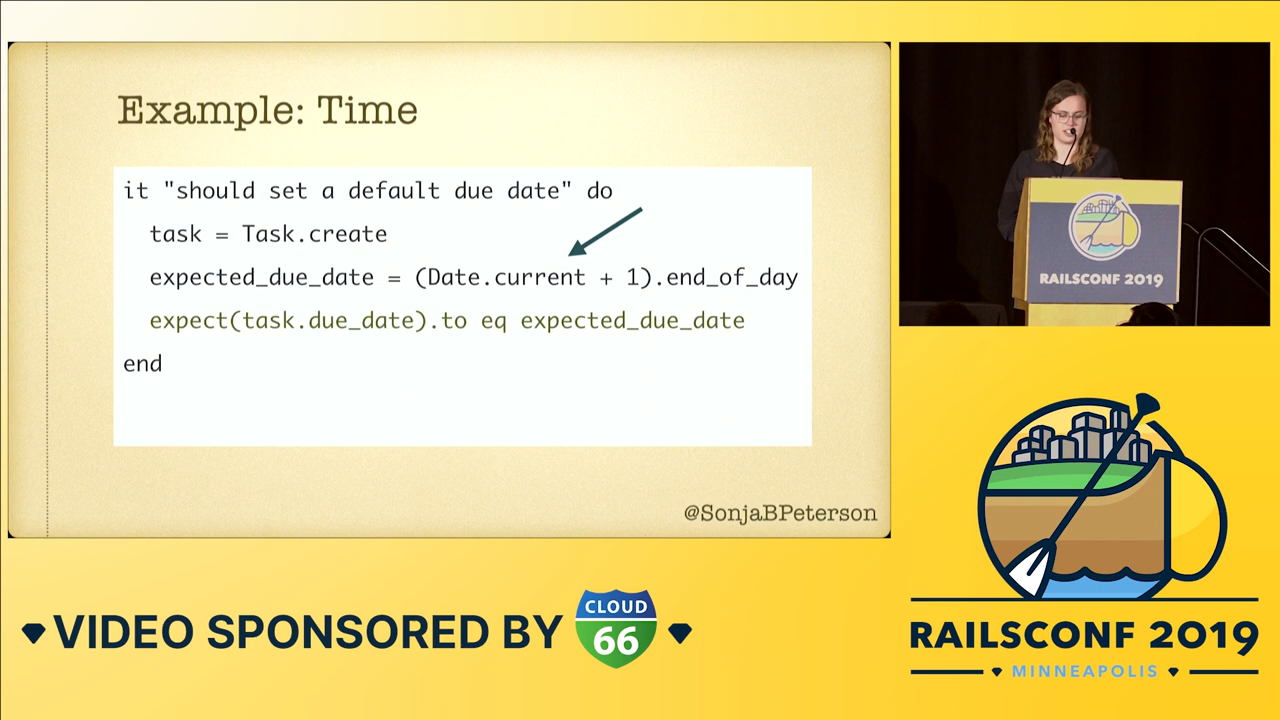 Example: Time
it "should set a default due date" do
task = Task.create
expected_due_date = (Date.current + 1).end_of_day
expect(task.due_date).to eq expected_due_date
end
@SonjaBPeterson
RAILSCONF 2019
VIDEO SPONSORED BY CLOUD 66
RAILSCONF 2019
MINNEAPOLIS